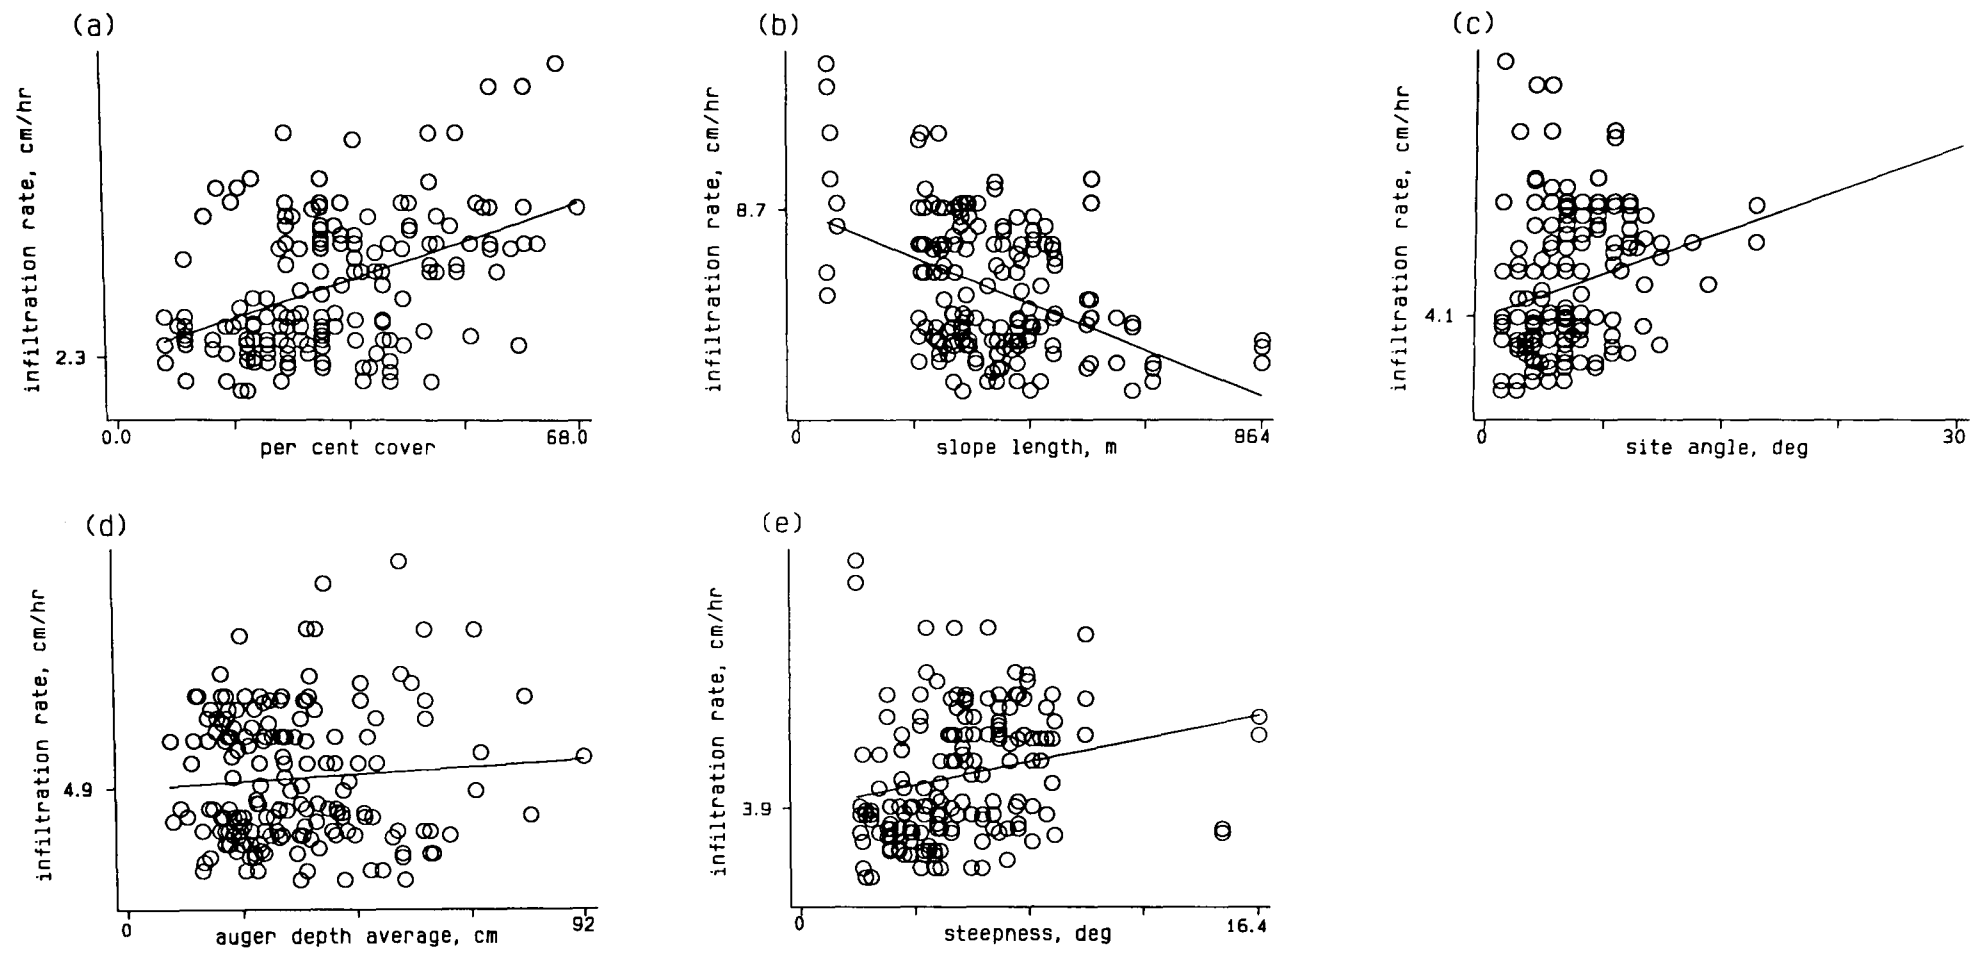 (a)
infiltration rate, cm/hr
2.3
0.0
68.0
per cent cover
(b)
infiltration rate, cm/hr
8.7
0
864
slope length, m
(c)
infiltration rate, cm/hr
4.1
0
30
site angle, deg
(d)
infiltration rate, cm/hr
4.9
0
92
auger depth average, cm
(e)
infiltration rate, cm/hr
3.9
0
16.4
steepness, deg